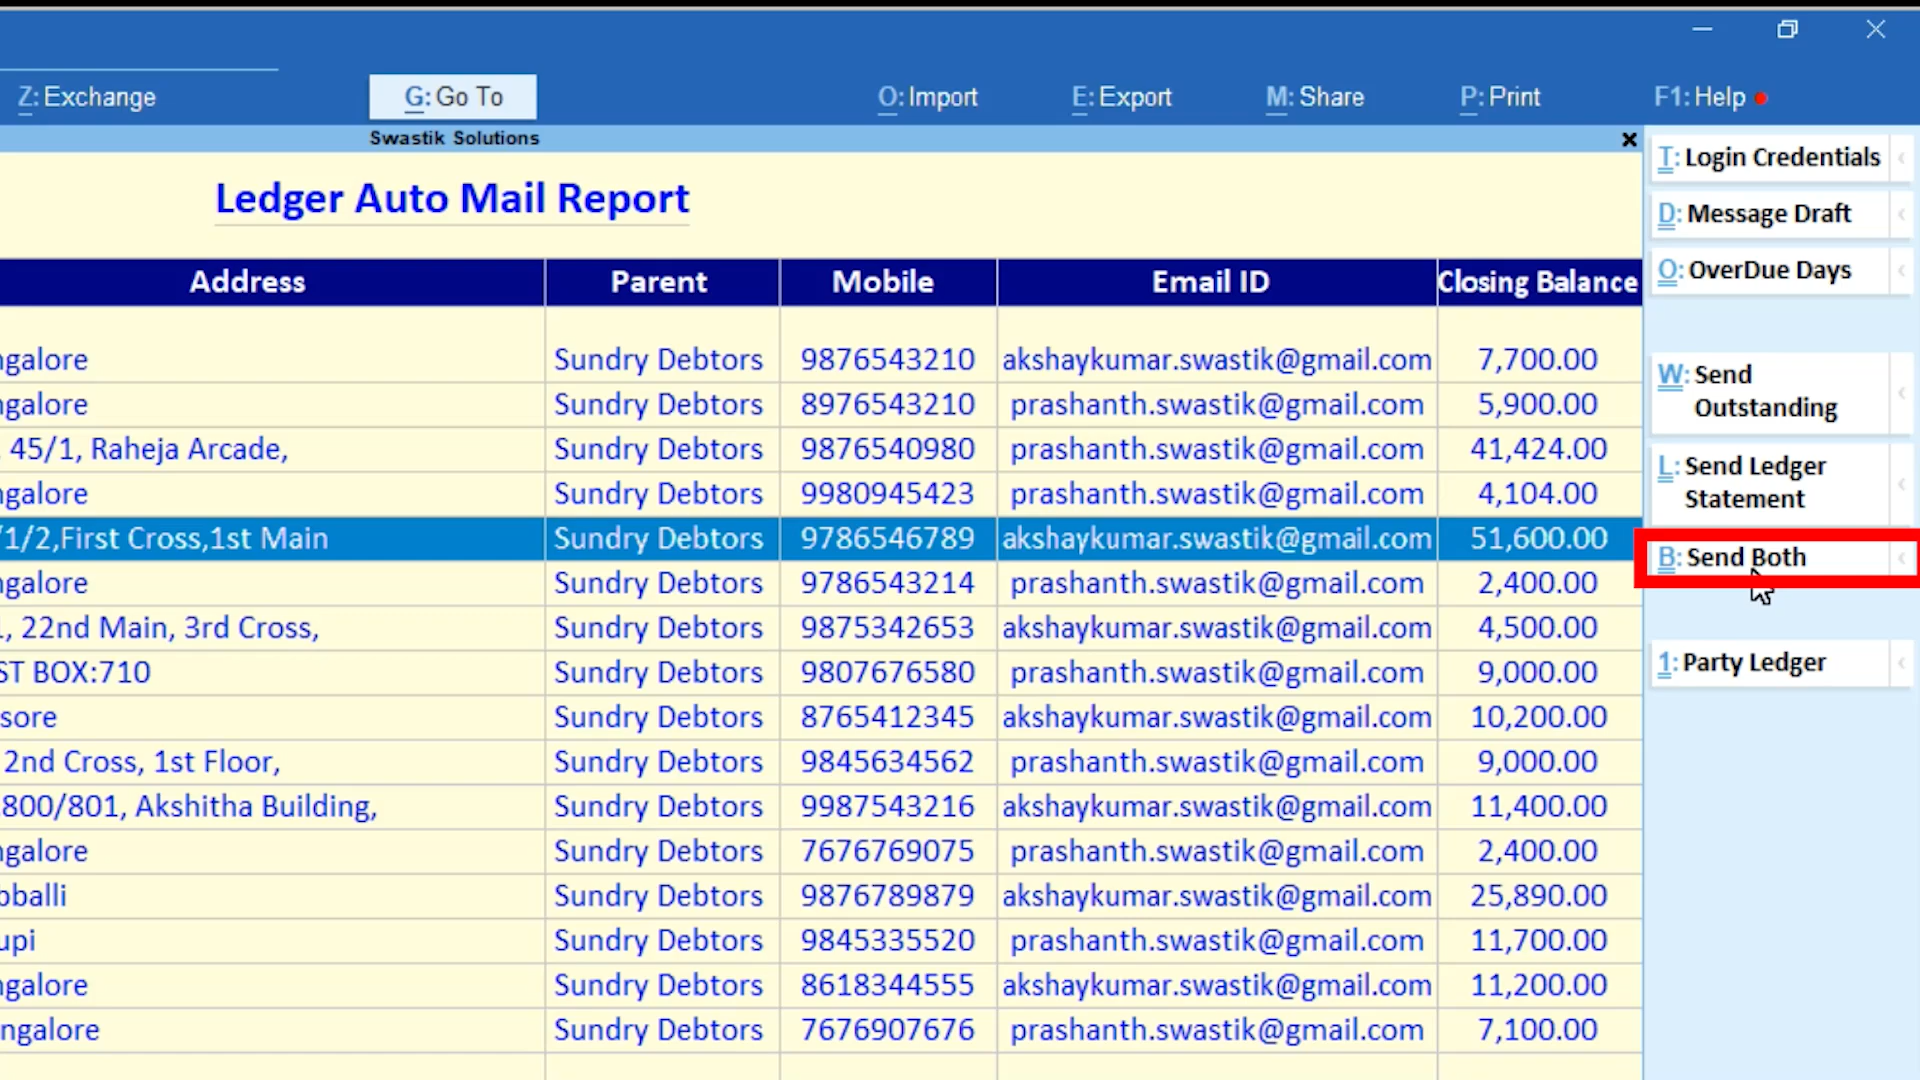 Z: Exchange
G: Go To
O: Import
E: Export
M: Share
P: Print
F1: Help
Swastik Solutions
Ledger Auto Mail Report
Address Parent Mobile Email ID Closing Balance
ngalore Sundry Debtors 9876543210 akshaykumar.swastik@gmail.com 7,700.00
ngalore Sundry Debtors 8976543210 prashanth.swastik@gmail.com 5,900.00
, 45/1, Raheja Arcade, Sundry Debtors 9876540980 prashanth.swastik@gmail.com 41,424.00
ngalore Sundry Debtors 9980945423 prashanth.swastik@gmail.com 4,104.00
/1/2,First Cross,1st Main Sundry Debtors 9786546789 akshaykumar.swastik@gmail.com 51,600.00
ngalore Sundry Debtors 9786543214 prashanth.swastik@gmail.com 2,400.00
1, 22nd Main, 3rd Cross, Sundry Debtors 9875342653 akshaykumar.swastik@gmail.com 4,500.00
ST BOX:710 Sundry Debtors 9807676580 prashanth.swastik@gmail.com 9,000.00
sore Sundry Debtors 8765412345 akshaykumar.swastik@gmail.com 10,200.00
2nd Cross, 1st Floor, Sundry Debtors 9845634562 prashanth.swastik@gmail.com 9,000.00
800/801, Akshitha Building, Sundry Debtors 9987543216 akshaykumar.swastik@gmail.com 11,400.00
ngalore Sundry Debtors 7676769075 prashanth.swastik@gmail.com 2,400.00
bballi Sundry Debtors 9876789879 akshaykumar.swastik@gmail.com 25,890.00
upi Sundry Debtors 9845335520 prashanth.swastik@gmail.com 11,700.00
ngalore Sundry Debtors 8618344555 akshaykumar.swastik@gmail.com 11,200.00
ngalore Sundry Debtors 7676907676 prashanth.swastik@gmail.com 7,100.00
T: Login Credentials
D: Message Draft
O: OverDue Days
W: Send
Outstanding
L: Send Ledger
Statement
B: Send Both
1: Party Ledger